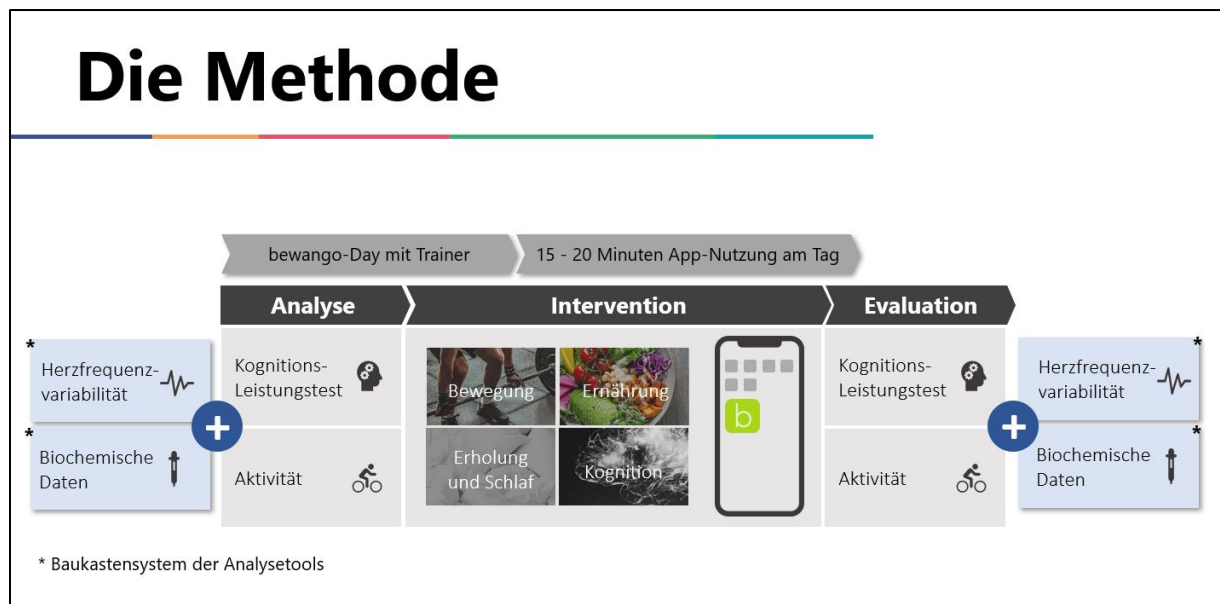 Die Methode
bewango-Day mit Trainer
15 - 20 Minuten App-Nutzung am Tag
Analyse
Intervention
Evaluation
*
Herzfrequenz-
variabilität
*
Biochemische
Daten
+
Kognitions-
Leistungstest
Aktivität
Bewegung
Ernährung
Erholung
und Schlaf
Kognition
b
Kognitions-
Leistungstest
Aktivität
+
*
Herzfrequenz-
variabilität
*
Biochemische
Daten
* Baukastensystem der Analysetools